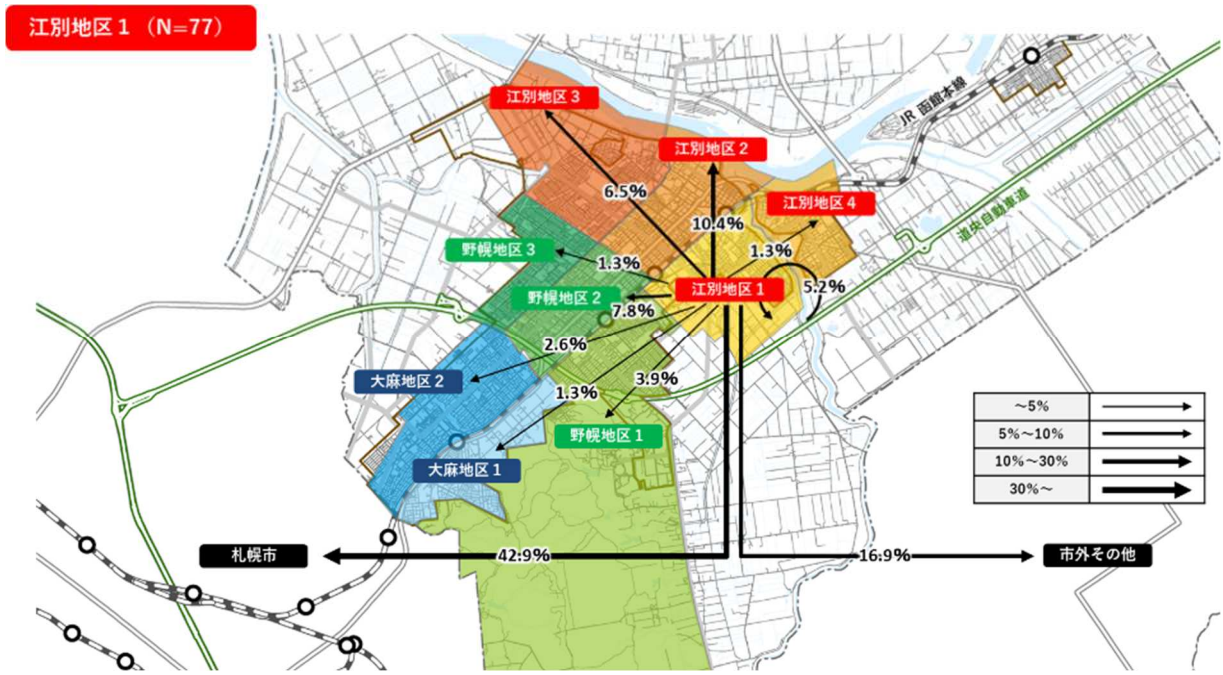 江別地区1（N=77）
江別地区3
JR 函館本線
江別地区2
6.5%
江別地区4
10.4%
道央自動車道
野幌地区3
1.3%
1.3%
江別地区1
5.2%
野幌地区2
7.8%
2.6%
大麻地区2
3.9%
1.3%
～5%
5%～10%
野幌地区1
10%～30%
大麻地区1
30%～
札幌市
42.9%
16.9%
市外その他